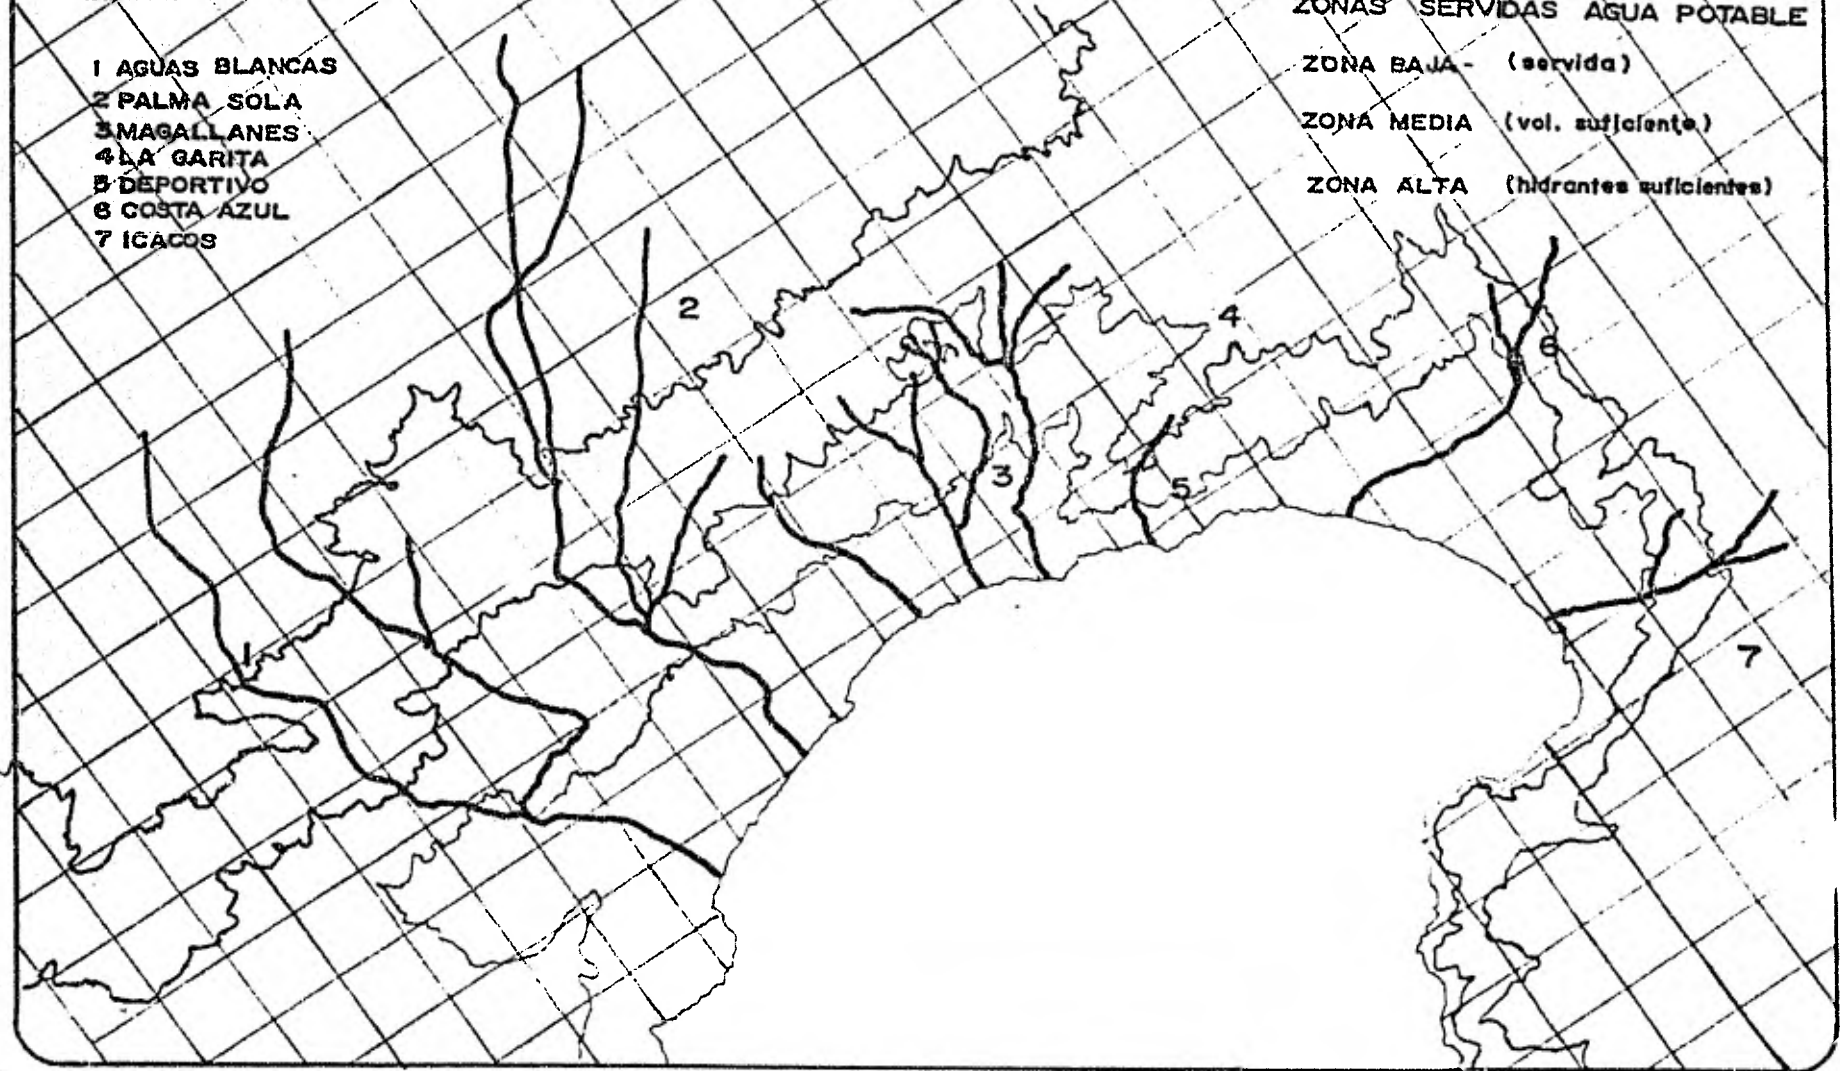 1 AGUAS BLANCAS
2 PALMA SOLA
3 MAGALLANES
4 LA GARITA
5 DEPORTIVO
6 COSTA AZUL
7 ICACOS
ZONAS SERVIDAS AGUA POTABLE
ZONA BAJA- (servida)
ZONA MEDIA (vol. suficiente)
ZONA ALTA (hidrantes suficientes)
2
4
6
3
5
1
7